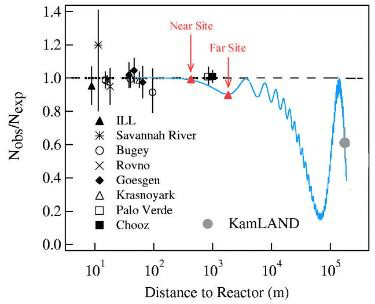 Near Site
Far Site
1.4
1.2
1.0
0.8
0.6
0.4
0.2
0.0
N_obs/N_exp
ILL
Savannah River
Bugey
Rovno
Goesgen
Krasnoyark
Palo Verde
Chooz
KamLAND
10^1
10^2
10^3
10^4
10^5
Distance to Reactor (m)